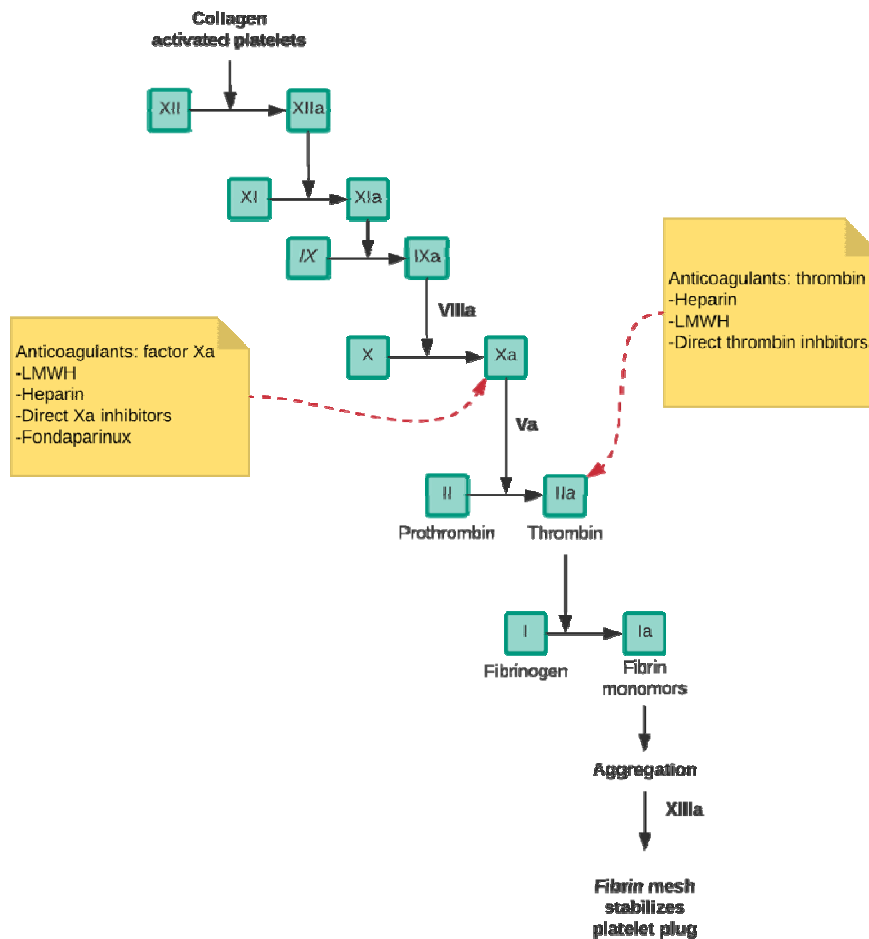 Collagen
activated platelets
XII
XIIa
XI
XIa
IX
IXa
VIIIa
X
Xa
Anticoagulants: factor Xa
-LMWH
-Heparin
-Direct Xa inhibitors
-Fondaparinux
Anticoagulants: thrombin
-Heparin
-LMWH
-Direct thrombin inhbitors
Va
II
IIa
Prothrombin
Thrombin
I
Ia
Fibrinogen
Fibrin
monomors
Aggregation
XIIIa
Fibrin mesh
stabilizes
platelet plug